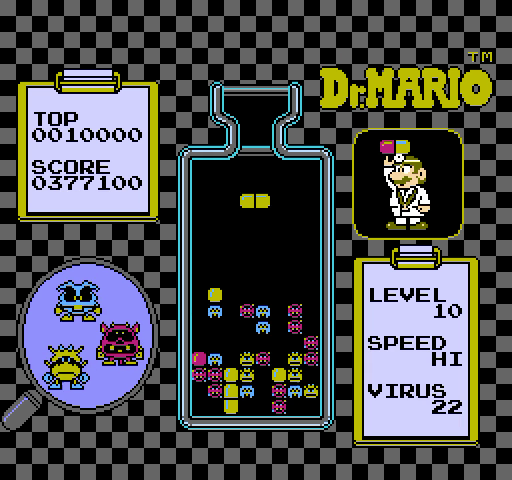 TM
Dr. MARIO
TOP
0010000
SCORE
0377100
LEVEL
10
SPEED
HI
VIRUS
22